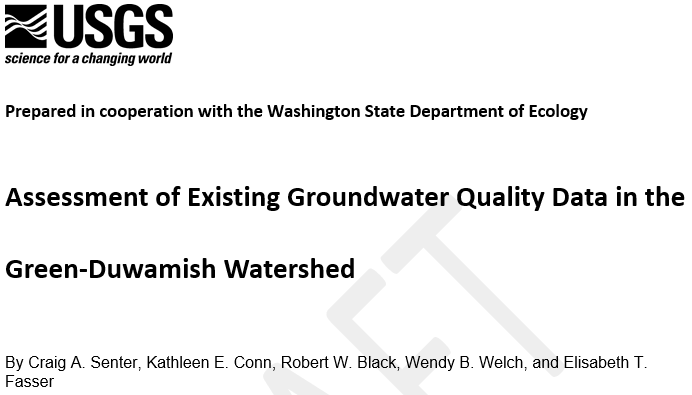 USGS
science for a changing world
Prepared in cooperation with the Washington State Department of Ecology
Assessment of Existing Groundwater Quality Data in the
Green-Duwamish Watershed
By Craig A. Senter, Kathleen E. Conn, Robert W. Black, Wendy B. Welch, and Elisabeth T.
Fasser